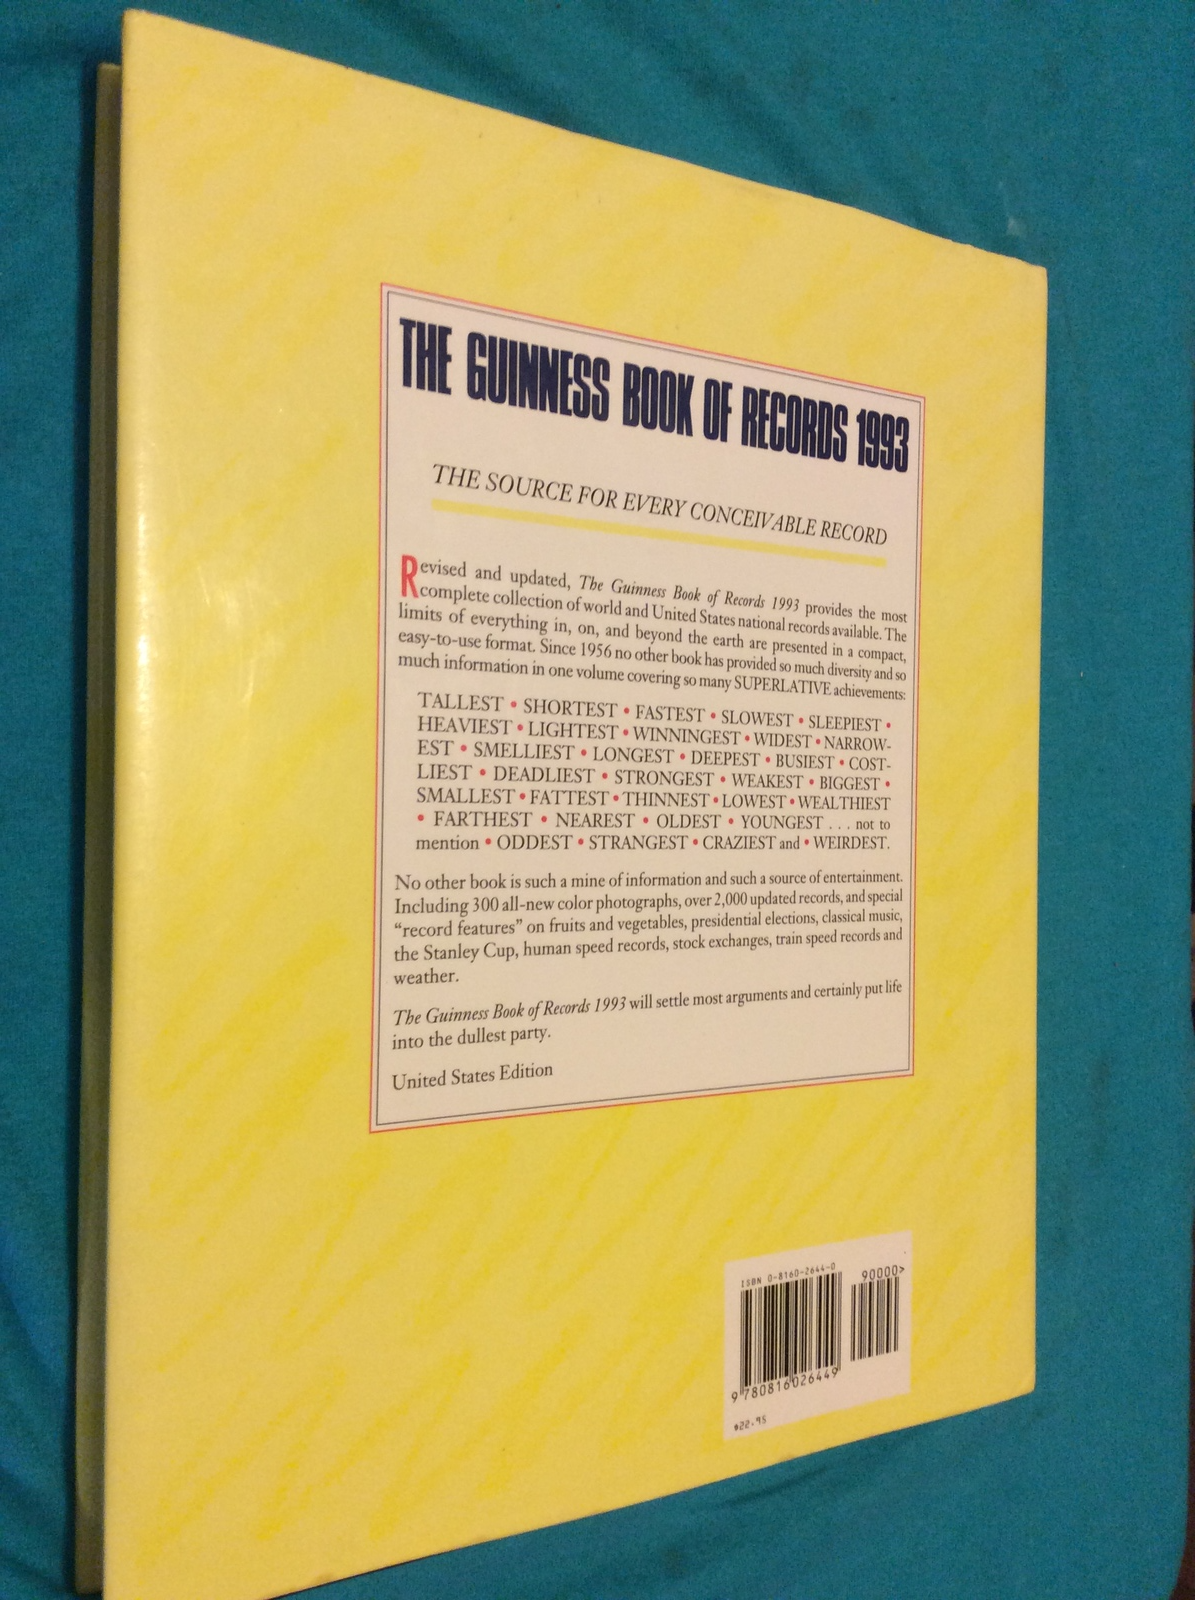 THE GUINNESS BOOK OF RECORDS 1993
THE SOURCE FOR EVERY CONCEIVABLE RECORD
Revised and updated, The Guinness Book of Records 1993 provides the most
complete collection of world and United States national records available. The
limits of everything in, on, and beyond the earth are presented in a compact,
easy-to-use format. Since 1956 no other book has provided so much diversity and so
much information in one volume covering so many SUPERLATIVE achievements:
TALLEST • SHORTEST • FASTEST • SLOWEST • SLEEPIEST •
HEAVIEST • LIGHTEST • WINNINGEST • WIDEST • NARROW-
EST • SMELLIEST • LONGEST • DEEPEST • BUSIEST • COST-
LIEST • DEADLIEST • STRONGEST • WEAKEST • BIGGEST •
SMALLEST • FATTEST • THINNEST • LOWEST • WEALTHIEST
• FARTHEST • NEAREST • OLDEST • YOUNGEST . . . not to
mention • ODDEST • STRANGEST • CRAZIEST and • WEIRDEST.
No other book is such a mine of information and such a source of entertainment.
Including 300 all-new color photographs, over 2,000 updated records, and special
“record features” on fruits and vegetables, presidential elections, classical music,
the Stanley Cup, human speed records, stock exchanges, train speed records and
weather.
The Guinness Book of Records 1993 will settle most arguments and certainly put life
into the dullest party.
United States Edition
ISBN 0-8160-2644-0
90000>
9 780816 026449
$22.95